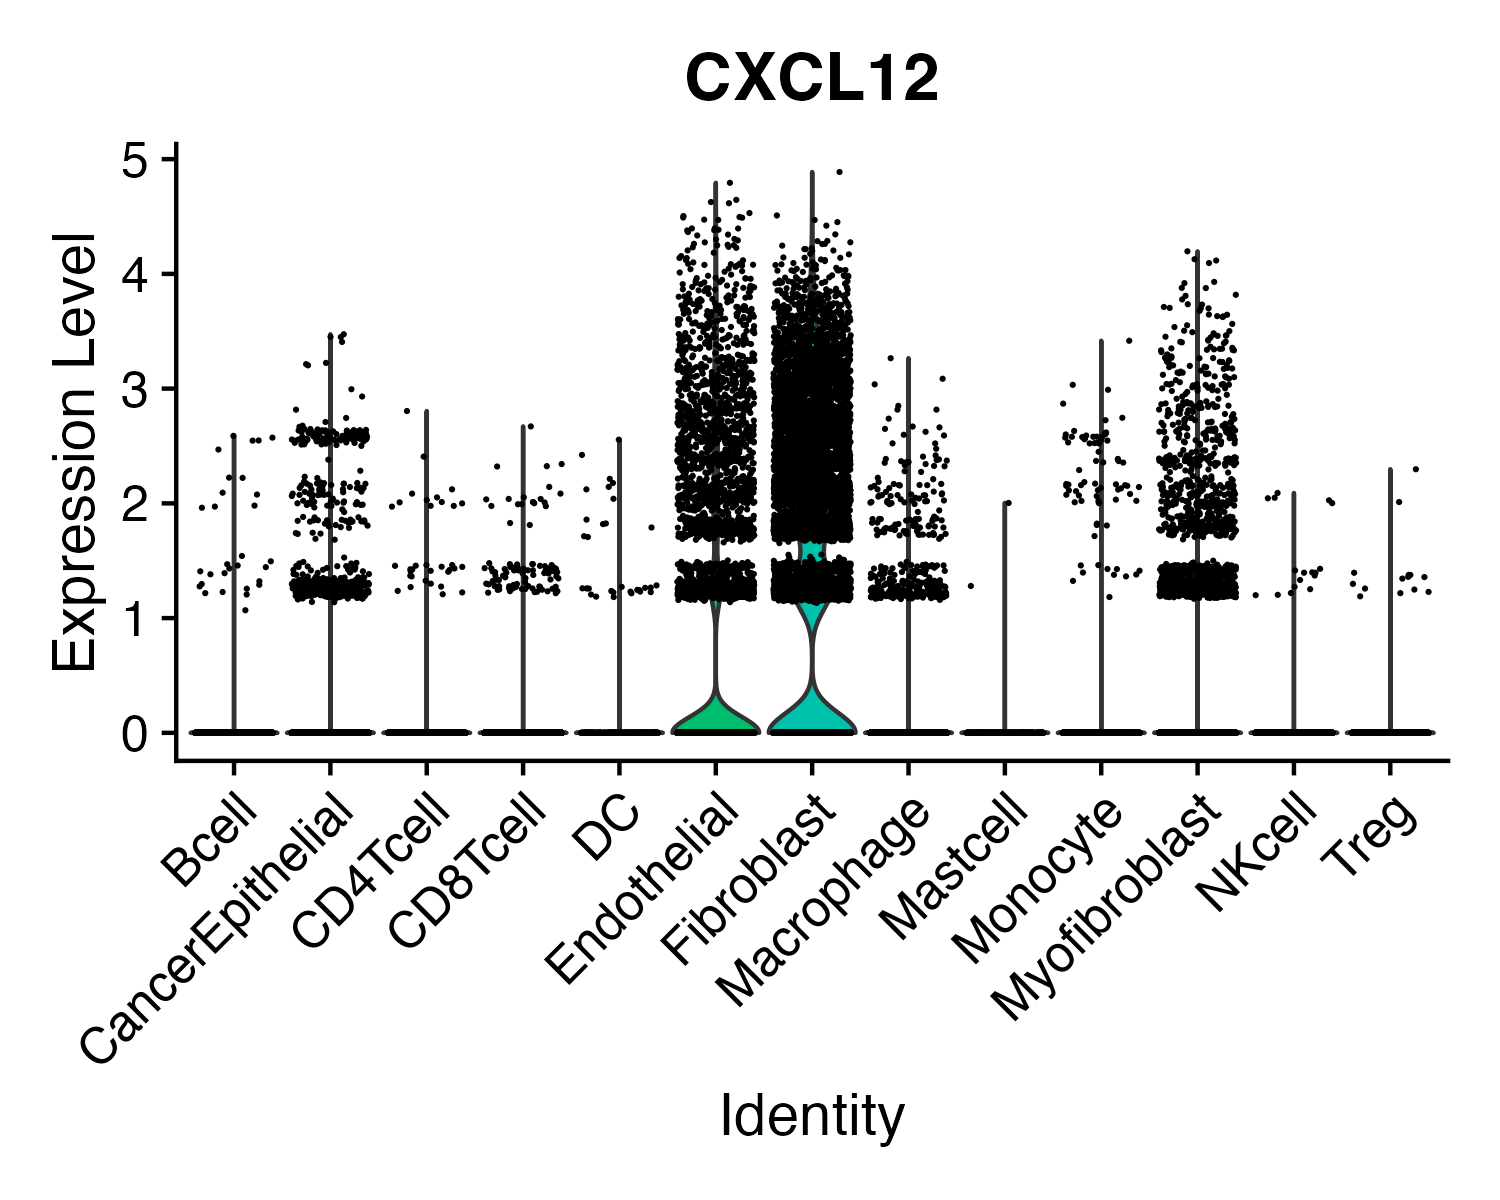 CXCL12
Expression Level
5
4
3
2
1
0
Bcell
CancerEpithelial
CD4Tcell
CD8Tcell
DC
Endothelial
Fibroblast
Macrophage
Mastcell
Monocyte
Myofibroblast
NKcell
Treg
Identity